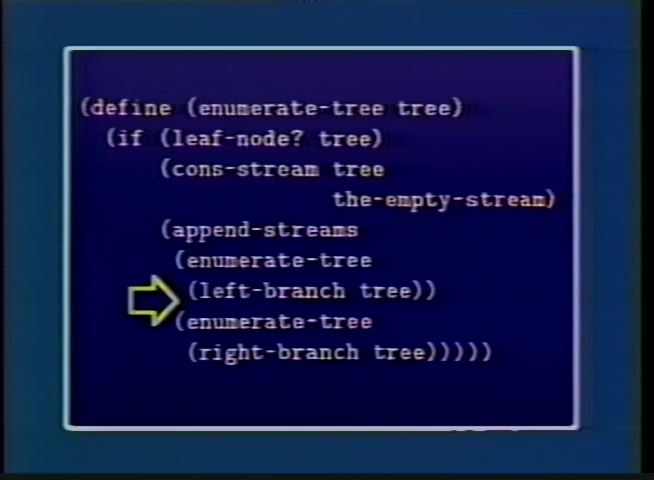 (define (enumerate-tree tree)
(if (leaf-node? tree)
(cons-stream tree
the-empty-stream)
(append-streams
(enumerate-tree
(left-branch tree))
(enumerate-tree
(right-branch tree)))))